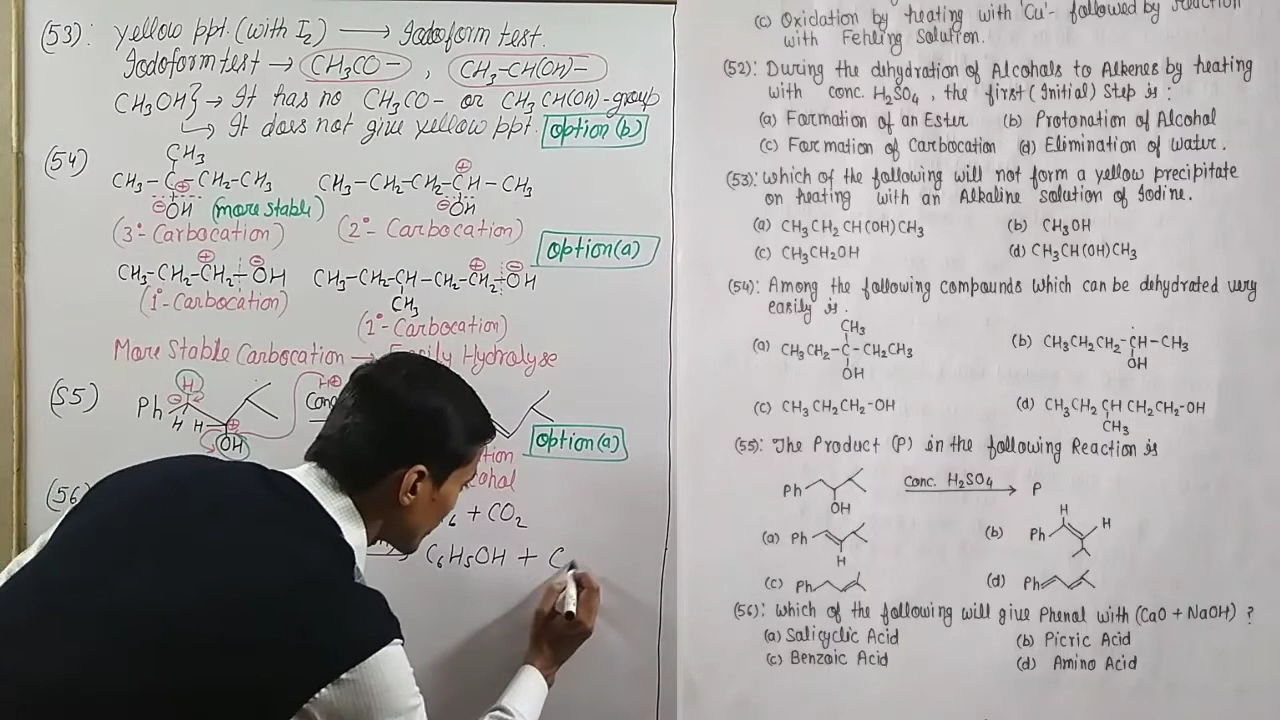 (53): yellow ppt.(with I2) → Iodoform test.
Iodoform test → CH3CO- , CH3-CH(OH)-
CH3OH} → It has no CH3CO- or CH3CH(OH)-group
↳ It does not give yellow ppt. Option(b)
(54)
CH3
CH3-C-CH2-CH3 CH3-CH2-CH2-CH-CH3
⊕ ⊕
⊖OH (more stable) ⊖OH
(3°-Carbocation) (2°-Carbocation)
Option(a)
CH3-CH2-CH2-OH CH3-CH2-CH-CH2-CH2-OH
⊕ ⊖ ⊕ ⊖
CH3
(1°-Carbocation) (1°-Carbocation)
More Stable Carbocation → Easily Hydrolyse
(55)
H H⊕
Ph ⊖ Conc
H H ⊕
OH Option(a)
(56
+ CO2
C6H5OH + C
(c) Oxidation by heating with 'Cu'- followed by reaction
with Fehling Solution.
(52): During the dehydration of Alcohols to Alkenes by heating
with conc. H2SO4, the first (Initial) Step is :
(a) Formation of an Ester (b) Protonation of Alcohol
(c) Formation of Carbocation (d) Elimination of water.
(53): Which of the following will not form a yellow precipitate
on heating with an Alkaline solution of Iodine.
(a) CH3CH2CH(OH)CH3 (b) CH3OH
(c) CH3CH2OH (d) CH3CH(OH)CH3
(54): Among the following compounds which can be dehydrated very
easily is.
CH3
(a) CH3CH2-C-CH2CH3 (b) CH3CH2CH2-CH-CH3
OH OH
(c) CH3CH2CH2-OH (d) CH3CH2CHCH2CH2-OH
CH3
(55): The Product (P) in the following Reaction is
Ph conc. H2SO4 → P
OH
(a) Ph H (b) Ph H H
(c) Ph (d) Ph
(56): Which of the following will give Phenol with (CaO + NaOH) ?
(a) Salicyclic Acid (b) Picric Acid
(c) Benzoic Acid (d) Amino Acid